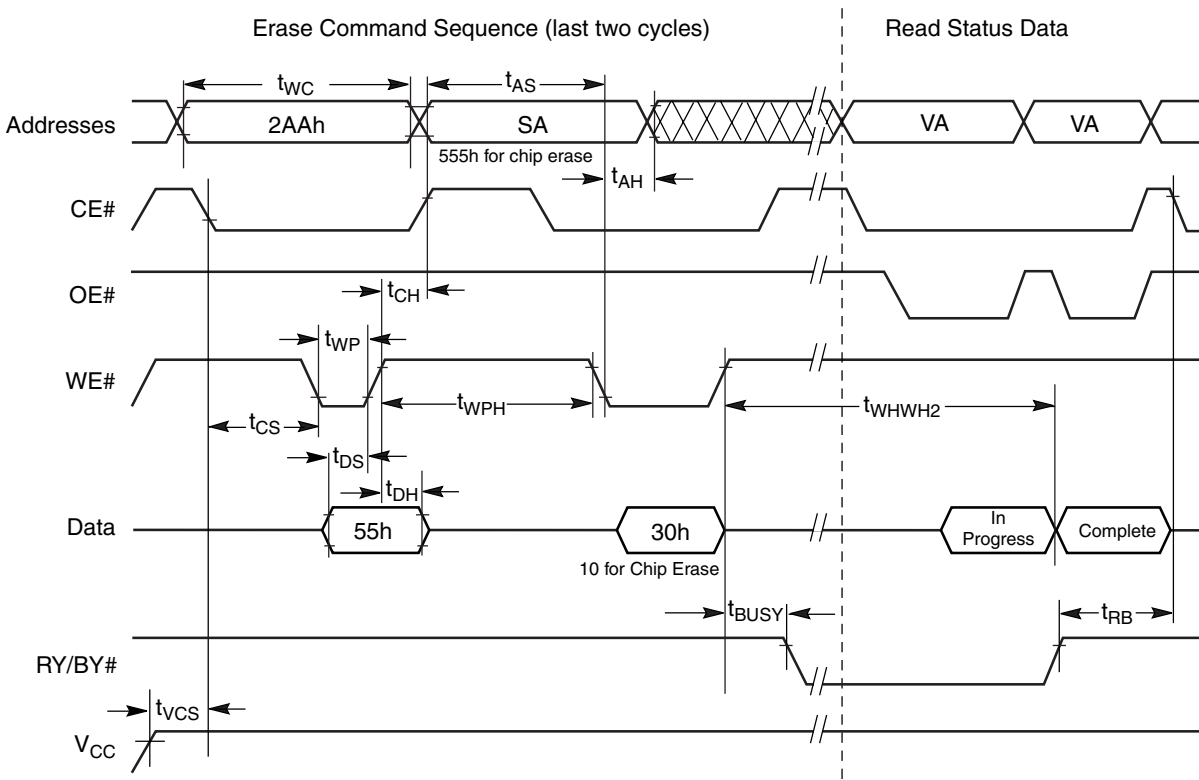 Erase Command Sequence (last two cycles) Read Status Data
tWC tAS
Addresses 2AAh SA VA VA
555h for chip erase
tAH
CE#
OE#
tCH
tWP
WE#
tWPH tWHWH2
tCS
tDS
tDH
Data 55h 30h In Progress Complete
10 for Chip Erase
tBUSY tRB
RY/BY#
tVCS
VCC